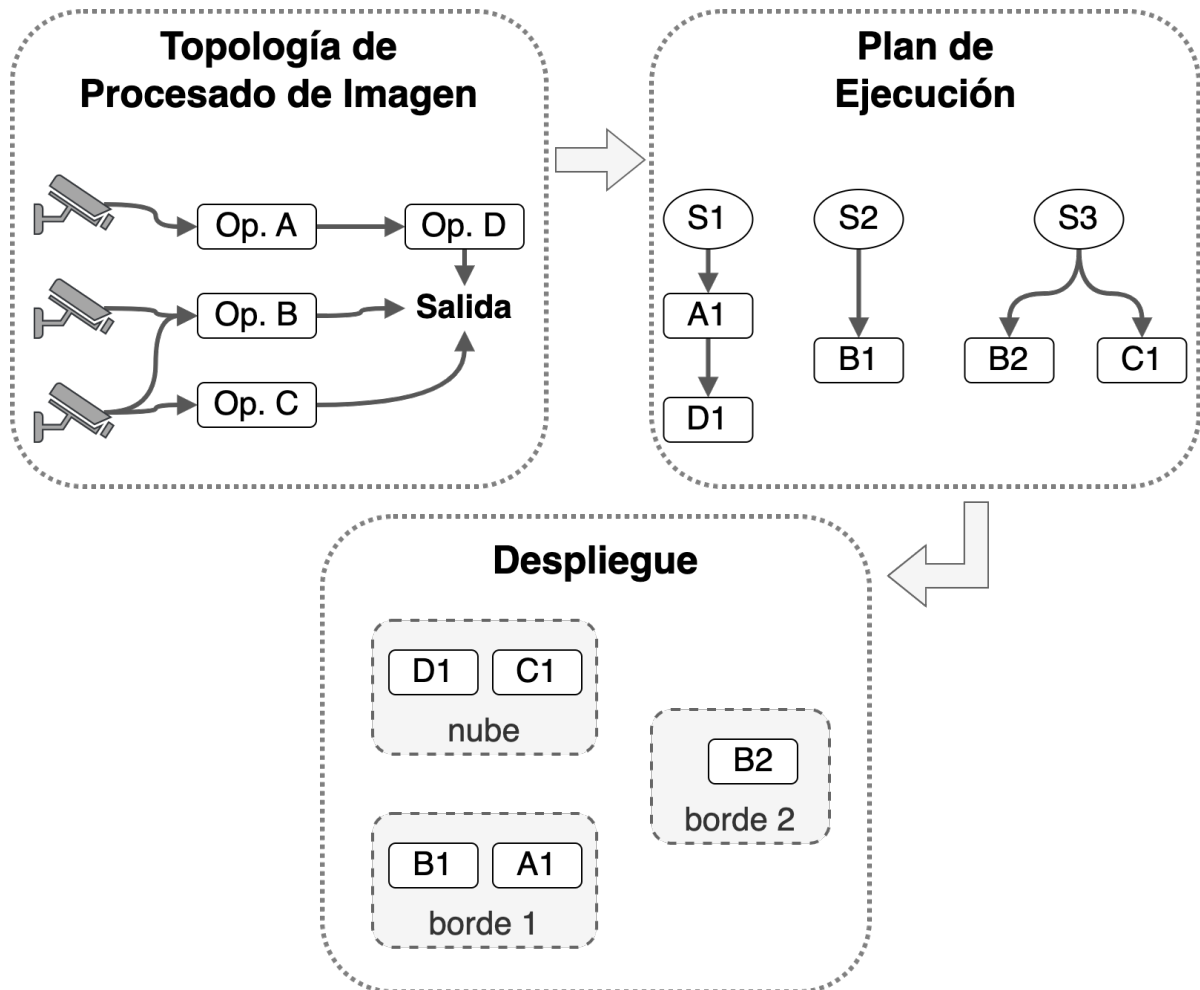 Topología de
Procesado de Imagen
Op. A
Op. D
Op. B
Salida
Op. C
Plan de
Ejecución
S1
S2
S3
A1
B1
B2
C1
D1
Despliegue
D1
C1
nube
B2
borde 2
B1
A1
borde 1